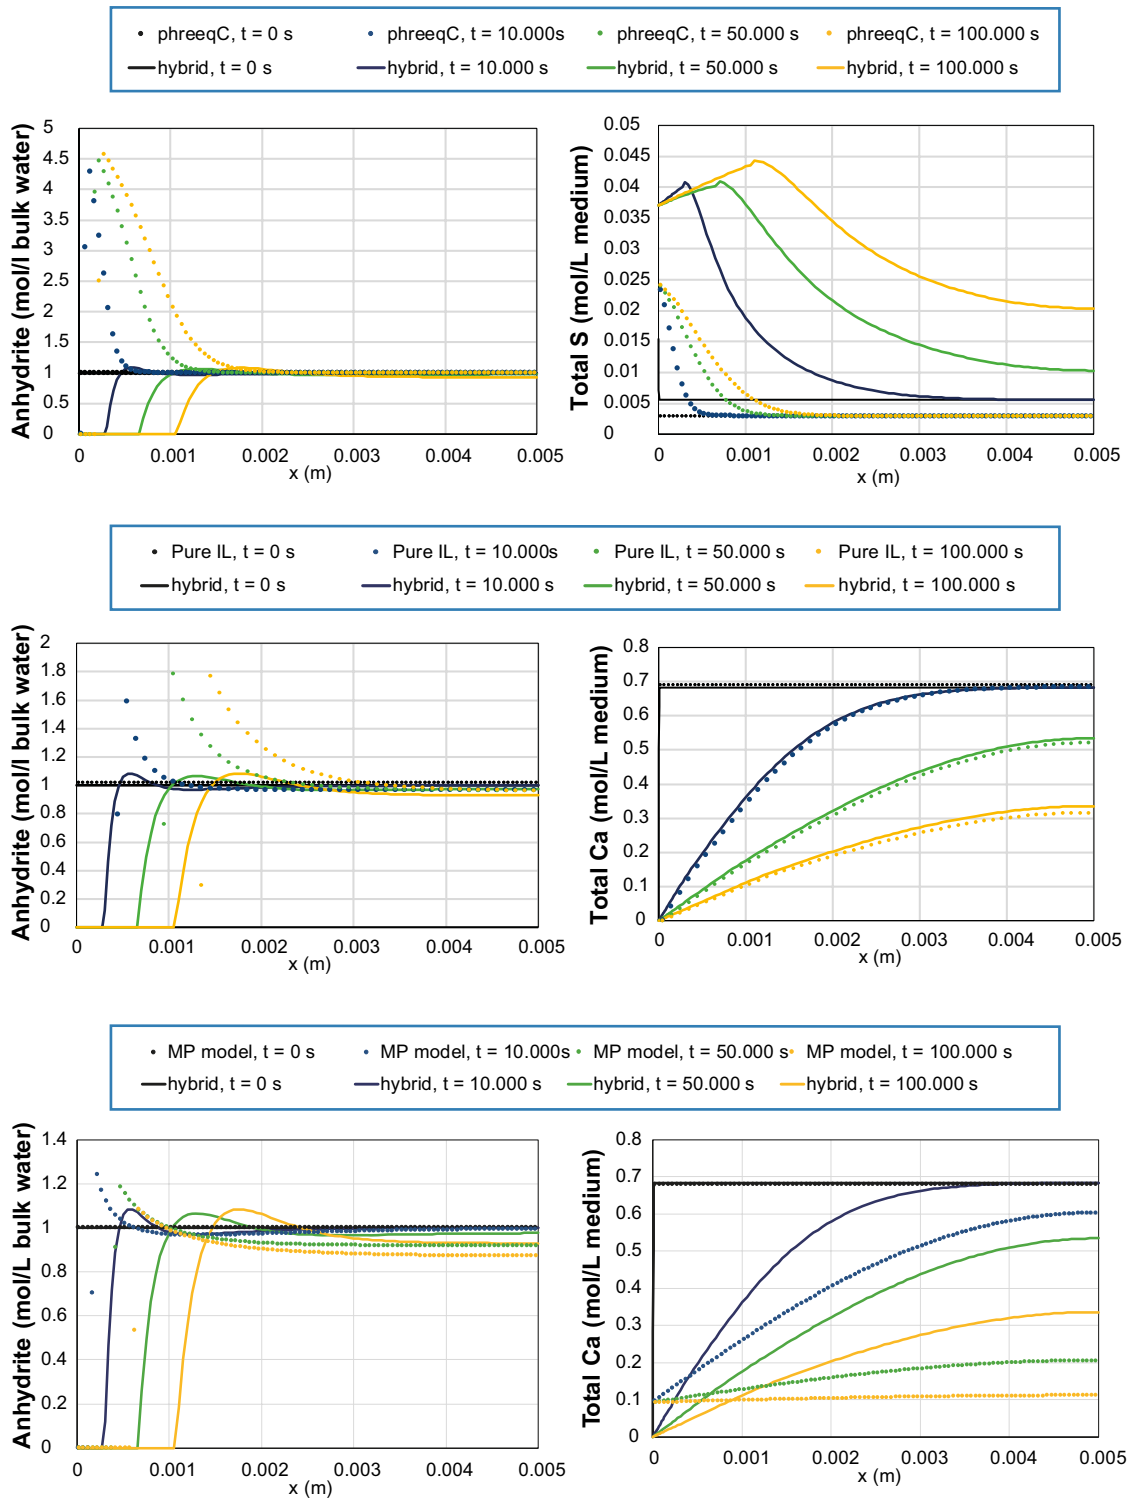 phreeqC, t = 0 s phreeqC, t = 10.000s phreeqC, t = 50.000 s phreeqC, t = 100.000 s
hybrid, t = 0 s hybrid, t = 10.000 s hybrid, t = 50.000 s hybrid, t = 100.000 s
Anhydrite (mol/l bulk water)
5
4.5
4
3.5
3
2.5
2
1.5
1
0.5
0
0 0.001 0.002 0.003 0.004 0.005
x (m)
Total S (mol/L medium)
0.05
0.045
0.04
0.035
0.03
0.025
0.02
0.015
0.01
0.005
0
0 0.001 0.002 0.003 0.004 0.005
x (m)
Pure IL, t = 0 s Pure IL, t = 10.000s Pure IL, t = 50.000 s Pure IL, t = 100.000 s
hybrid, t = 0 s hybrid, t = 10.000 s hybrid, t = 50.000 s hybrid, t = 100.000 s
Anhydrite (mol/l bulk water)
2
1.8
1.6
1.4
1.2
1
0.8
0.6
0.4
0.2
0
0 0.001 0.002 0.003 0.004 0.005
x (m)
Total Ca (mol/L medium)
0.8
0.7
0.6
0.5
0.4
0.3
0.2
0.1
0
0 0.001 0.002 0.003 0.004 0.005
x (m)
MP model, t = 0 s MP model, t = 10.000s MP model, t = 50.000 s MP model, t = 100.000 s
hybrid, t = 0 s hybrid, t = 10.000 s hybrid, t = 50.000 s hybrid, t = 100.000 s
Anhydrite (mol/L bulk water)
1.4
1.2
1
0.8
0.6
0.4
0.2
0
0 0.001 0.002 0.003 0.004 0.005
x (m)
Total Ca (mol/L medium)
0.8
0.7
0.6
0.5
0.4
0.3
0.2
0.1
0
0 0.001 0.002 0.003 0.004 0.005
x (m)